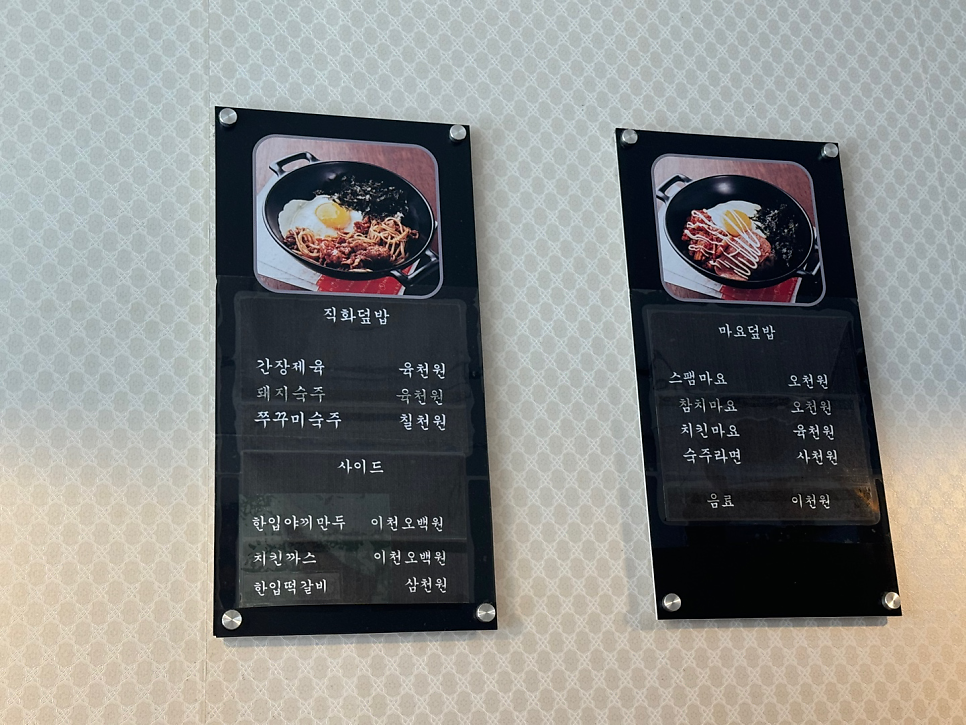 직화덮밥
간장제육 육천원
돼지숙주 육천원
쭈꾸미숙주 칠천원
사이드
한입야끼만두 이천오백원
치킨까스 이천오백원
한입떡갈비 삼천원
마요덮밥
스팸마요 오천원
참치마요 오천원
치킨마요 육천원
숙주라면 사천원
음료 이천원